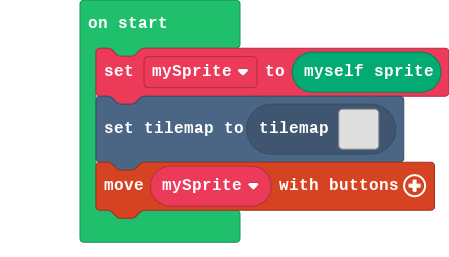 on start
set mySprite to myself sprite
set tilemap to tilemap
move mySprite with buttons